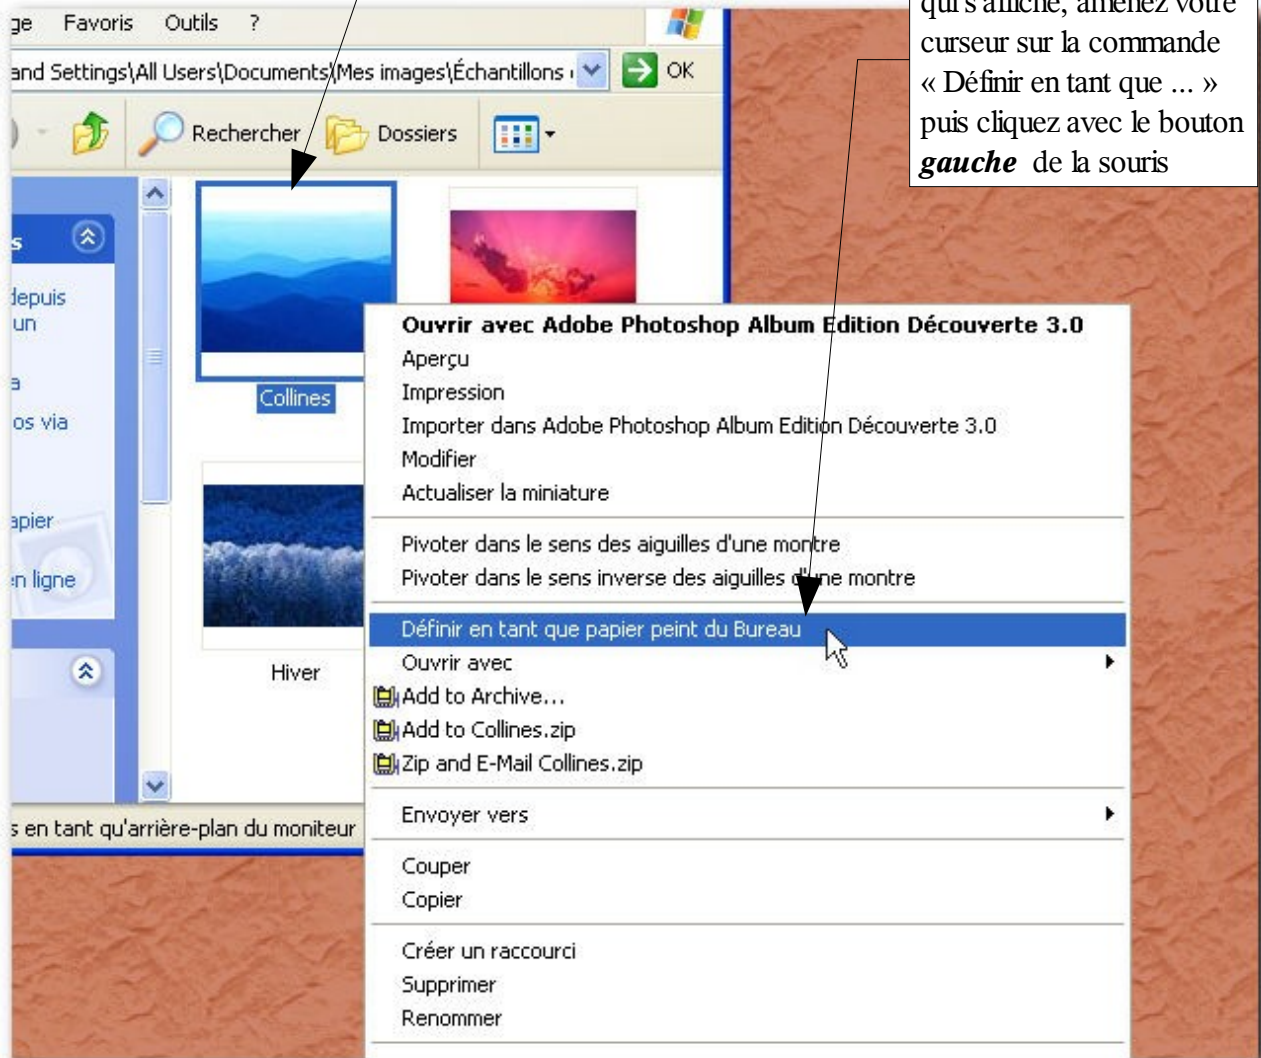 ge Favoris Outils ?
and Settings\All Users\Documents\Mes images\Échantillons
OK
Rechercher
Dossiers
qui s'affiche, amenez votre
curseur sur la commande
« Définir en tant que ... »
puis cliquez avec le bouton
gauche de la souris
s
depuis
un
a
os via
apier
en ligne
Collines
Hiver
Ouvrir avec Adobe Photoshop Album Edition Découverte 3.0
Aperçu
Impression
Importer dans Adobe Photoshop Album Edition Découverte 3.0
Modifier
Actualiser la miniature
Pivoter dans le sens des aiguilles d'une montre
Pivoter dans le sens inverse des aiguilles d'une montre
Définir en tant que papier peint du Bureau
Ouvrir avec
Add to Archive...
Add to Collines.zip
Zip and E-Mail Collines.zip
Envoyer vers
Couper
Copier
Créer un raccourci
Supprimer
Renommer
s en tant qu'arrière-plan du moniteur